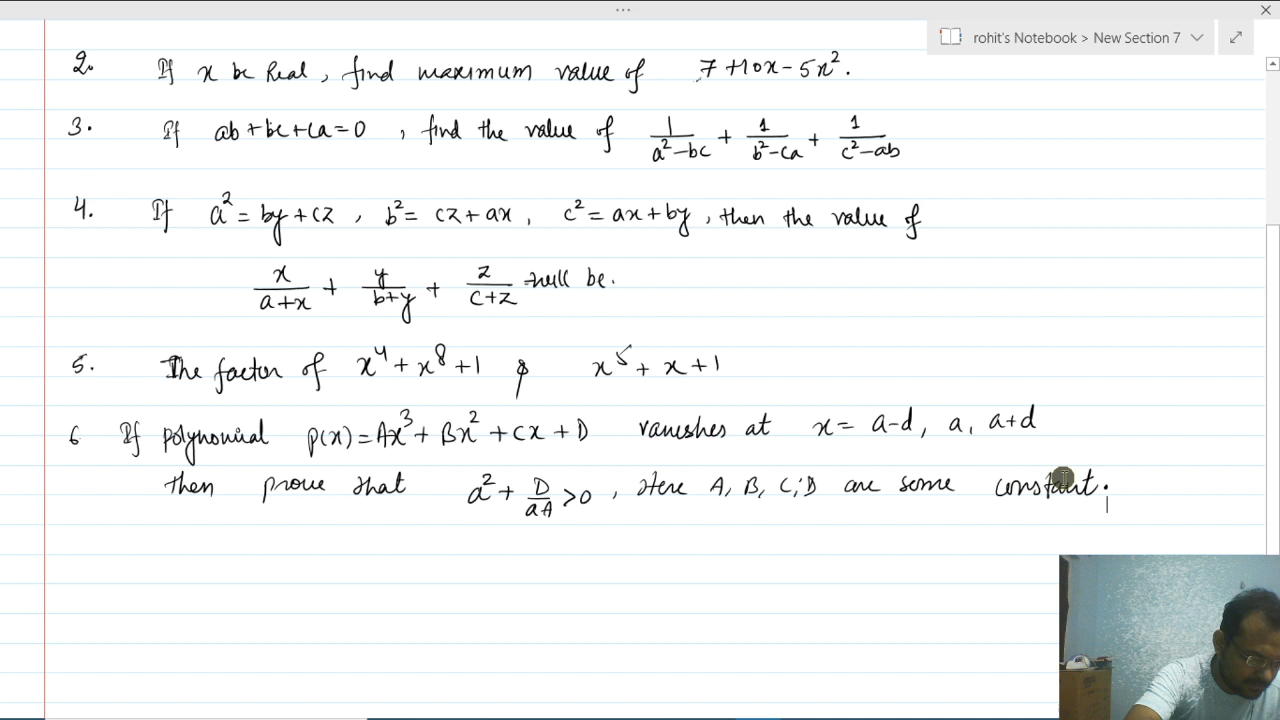 ...
rohit's Notebook > New Section 7
2. If x be Real, find maximum value of 7+10x-5x².
3. If ab+bc+ca=0, find the value of 1/(a²-bc) + 1/(b²-ca) + 1/(c²-ab)
4. If a²=by+cz, b²=cz+ax, c²=ax+by, then the value of
x/(a+x) + y/(b+y) + z/(c+z) will be.
5. The factor of x⁴+x⁸+1 & x⁵+x+1
6 If polynomial p(x)=Ax³+Bx²+Cx+D vanishes at x=a-d, a, a+d
then prove that a²+D/(aA)>0, Here A, B, C, D are some constant.